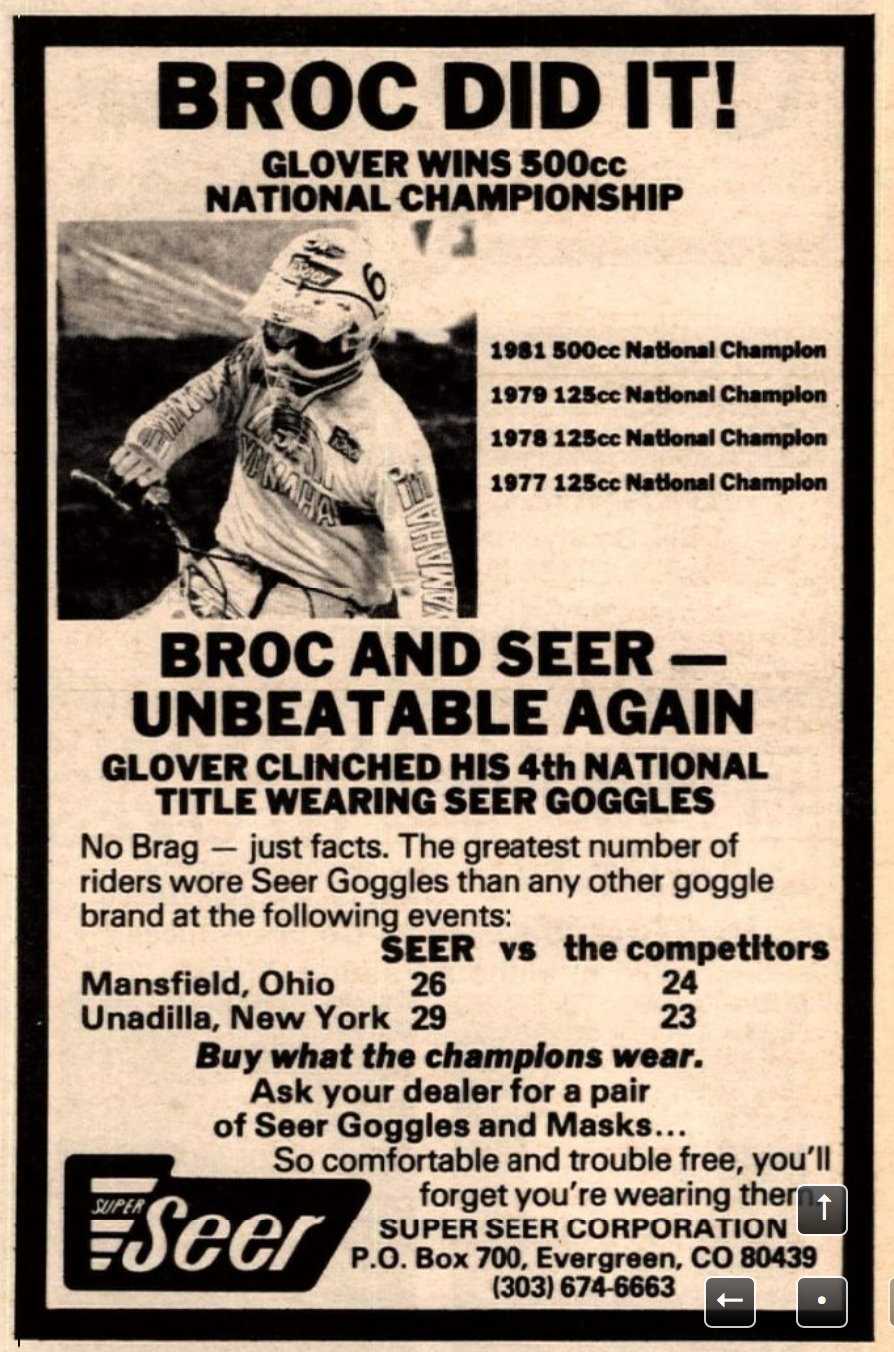 BROC DID IT!
GLOVER WINS 500cc
NATIONAL CHAMPIONSHIP
Seer
6
1981 500cc National Champion
1979 125cc National Champion
1978 125cc National Champion
1977 125cc National Champion
YAMAHA
YAMAHA
BROC AND SEER —
UNBEATABLE AGAIN
GLOVER CLINCHED HIS 4th NATIONAL
TITLE WEARING SEER GOGGLES
No Brag — just facts. The greatest number of
riders wore Seer Goggles than any other goggle
brand at the following events:
SEER vs the competitors
Mansfield, Ohio 26 24
Unadilla, New York 29 23
Buy what the champions wear.
Ask your dealer for a pair
of Seer Goggles and Masks...
So comfortable and trouble free, you'll
forget you're wearing them.
SUPER Seer
SUPER SEER CORPORATION
P.O. Box 700, Evergreen, CO 80439
(303) 674-6663